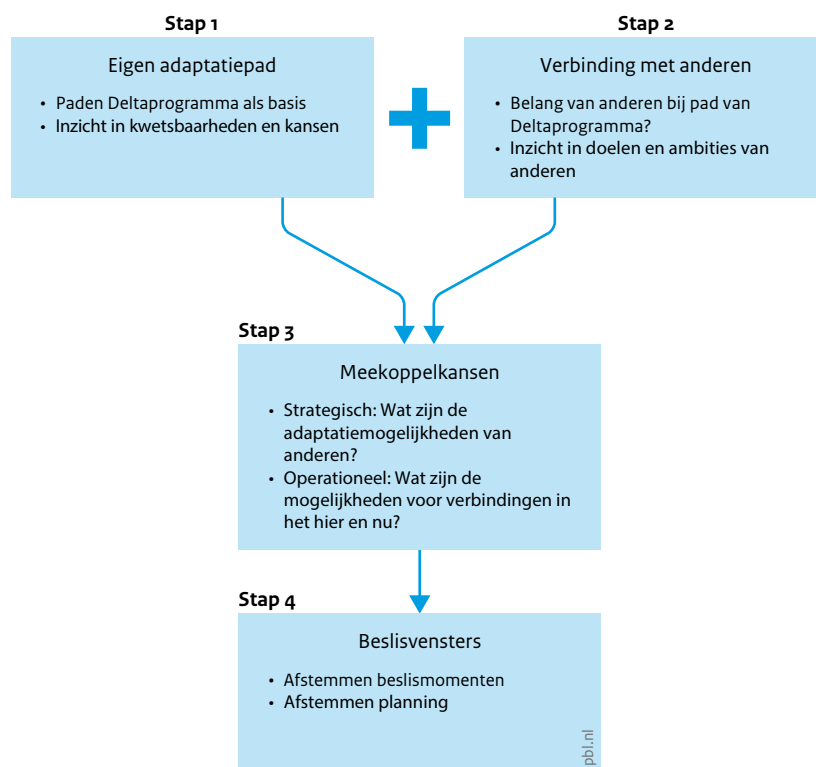 Stap 1
Eigen adaptatiepad
• Paden Deltaprogramma als basis
• Inzicht in kwetsbaarheden en kansen
Stap 2
Verbinding met anderen
• Belang van anderen bij pad van
Deltaprogramma?
• Inzicht in doelen en ambities van
anderen
Stap 3
Meekoppelkansen
• Strategisch: Wat zijn de
adaptatiemogelijkheden van
anderen?
• Operationeel: Wat zijn de
mogelijkheden voor verbindingen in
het hier en nu?
Stap 4
Beslisvensters
• Afstemmen beslismomenten
• Afstemmen planning
pbl.nl